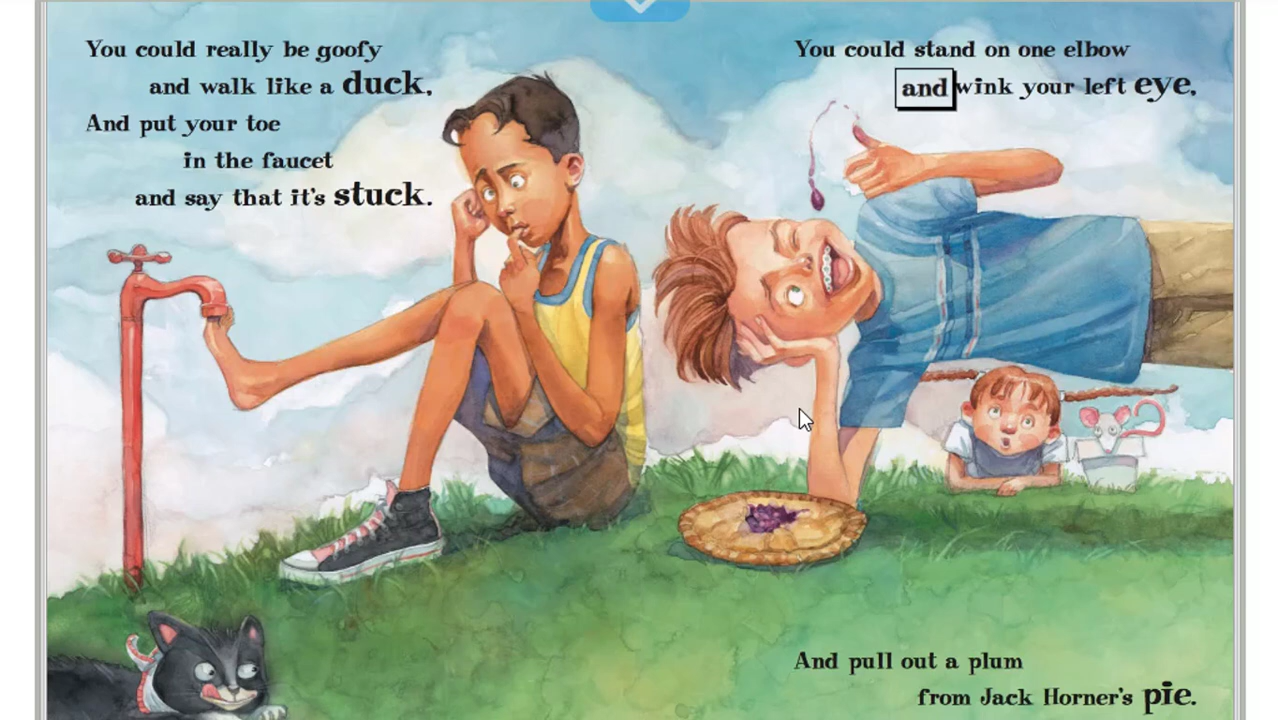 You could really be goofy
and walk like a duck,
And put your toe
in the faucet
and say that it's stuck.
You could stand on one elbow
and wink your left eye,
And pull out a plum
from Jack Horner's pie.